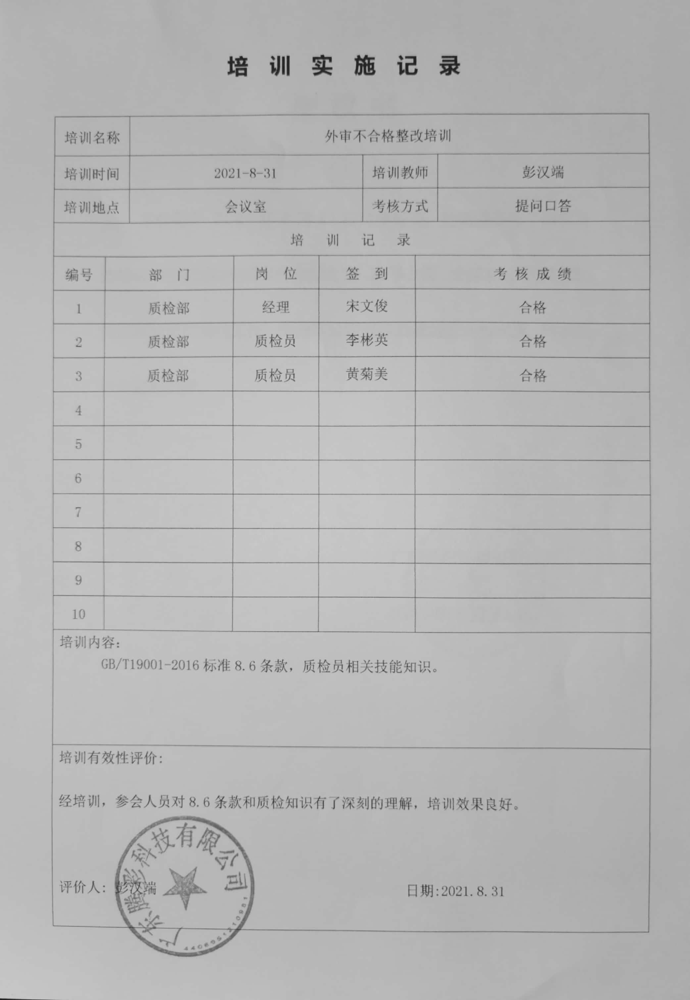 培训实施记录
培训名称 外审不合格整改培训
培训时间 2021-8-31 培训教师 彭汉端
培训地点 会议室 考核方式 提问口答
培训记录
编号 部门 岗位 签到 考核成绩
1 质检部 经理 宋文俊 合格
2 质检部 质检员 李彬英 合格
3 质检部 质检员 黄菊美 合格
4
5
6
7
8
9
10
培训内容：
GB/T19001-2016 标准 8.6 条款，质检员相关技能知识。
培训有效性评价：
经培训，参会人员对 8.6 条款和质检知识有了深刻的理解，培训效果良好。
评价人：彭汉端 日期:2021.8.31
广东腾彩科技有限公司